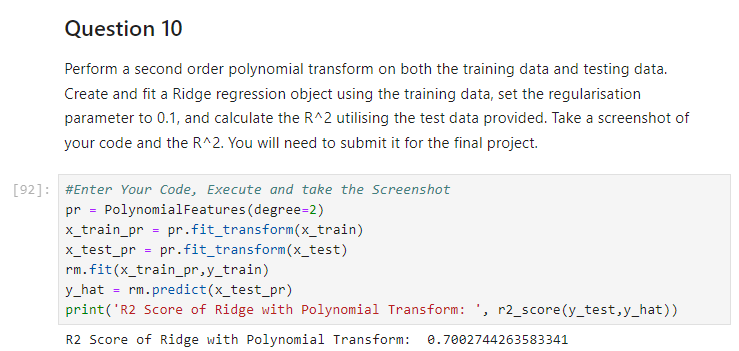 Question 10
Perform a second order polynomial transform on both the training data and testing data.
Create and fit a Ridge regression object using the training data, set the regularisation
parameter to 0.1, and calculate the R^2 utilising the test data provided. Take a screenshot of
your code and the R^2. You will need to submit it for the final project.
[92]: #Enter Your Code, Execute and take the Screenshot
pr = PolynomialFeatures(degree=2)
x_train_pr = pr.fit_transform(x_train)
x_test_pr = pr.fit_transform(x_test)
rm.fit(x_train_pr,y_train)
y_hat = rm.predict(x_test_pr)
print('R2 Score of Ridge with Polynomial Transform: ', r2_score(y_test,y_hat))
R2 Score of Ridge with Polynomial Transform:  0.7002744263583341